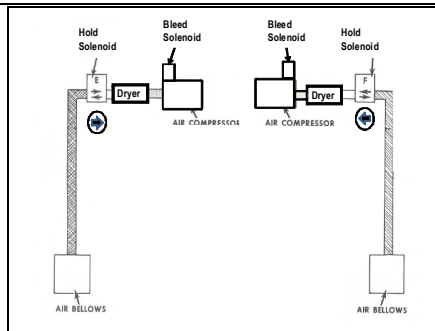 Hold
Solenoid
Bleed
Solenoid
Bleed
Solenoid
Hold
Solenoid
E
Dryer
Dryer
F
AIR COMPRESSOR
AIR COMPRESSOR
AIR BELLOWS
AIR BELLOWS